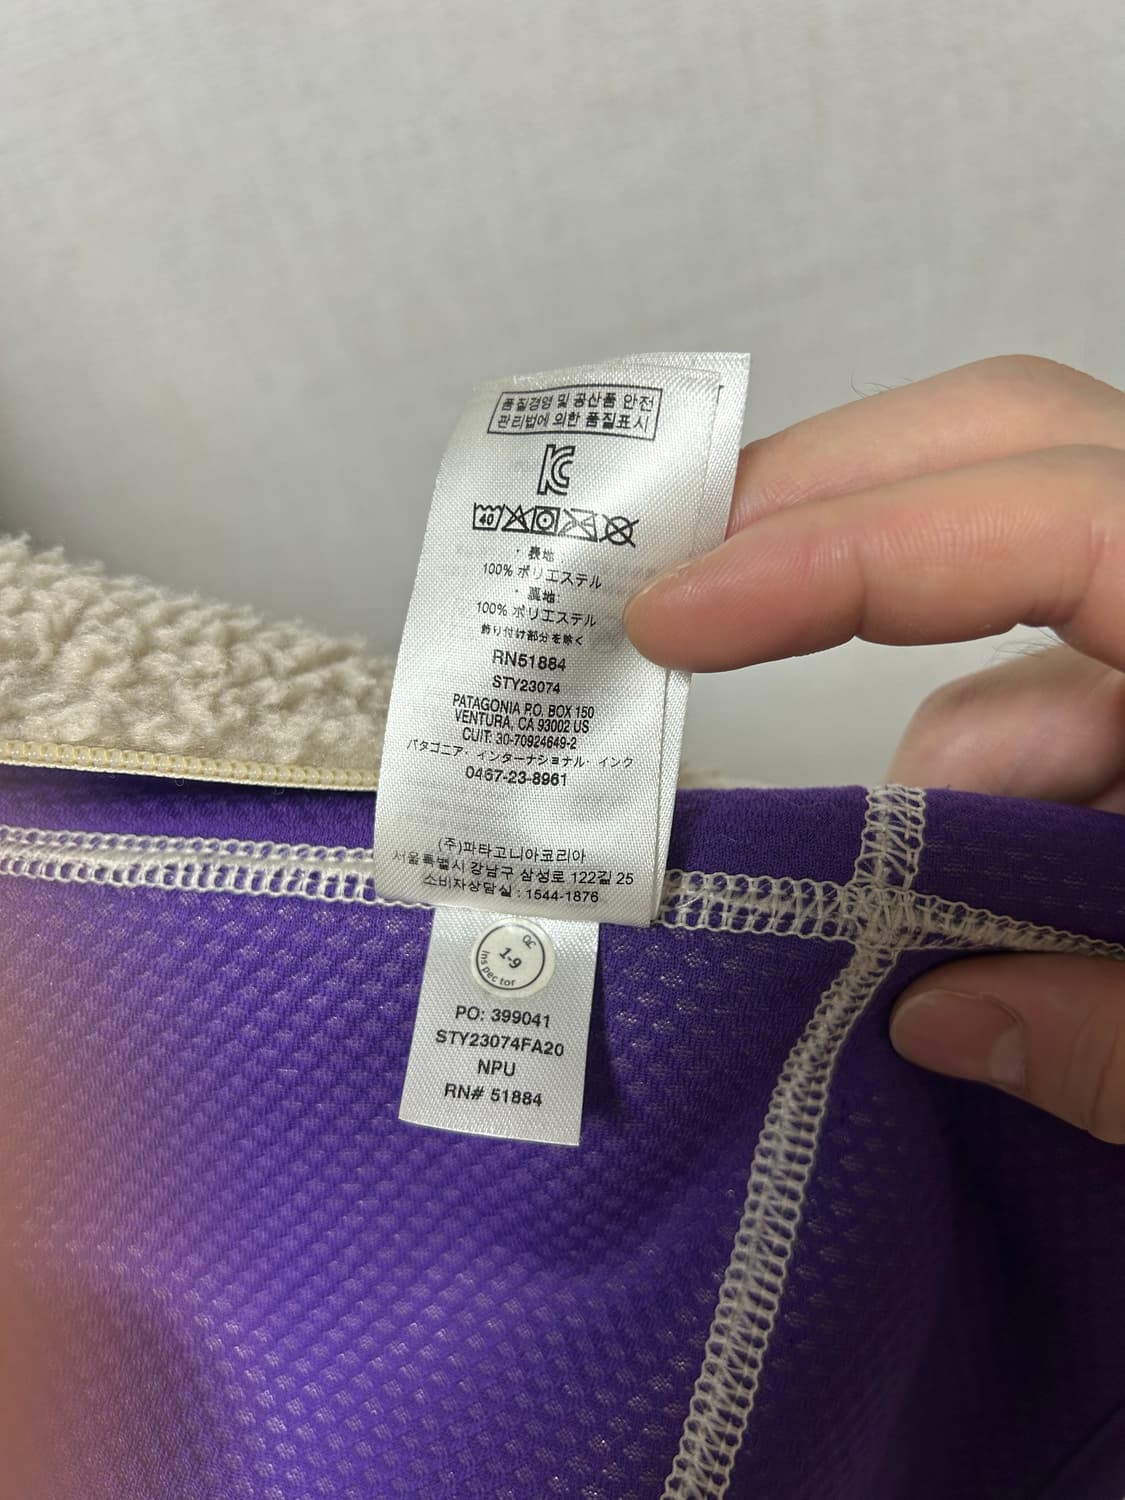 품질경영 및 공산품 안전
관리법에 의한 품질표시
40
・表地
100% ポリエステル
・裏地
100% ポリエステル
飾り付け部分を除く
RN51884
STY23074
PATAGONIA P.O. BOX 150
VENTURA, CA 93002 US
CUIT: 30-70924649-2
パタゴニア・インターナショナル・インク
0467-23-8961
(주)파타고니아코리아
서울특별시 강남구 삼성로 122길 25
소비자상담실 : 1544-1876
QC
1-9
Inspector
PO: 399041
STY23074FA20
NPU
RN# 51884